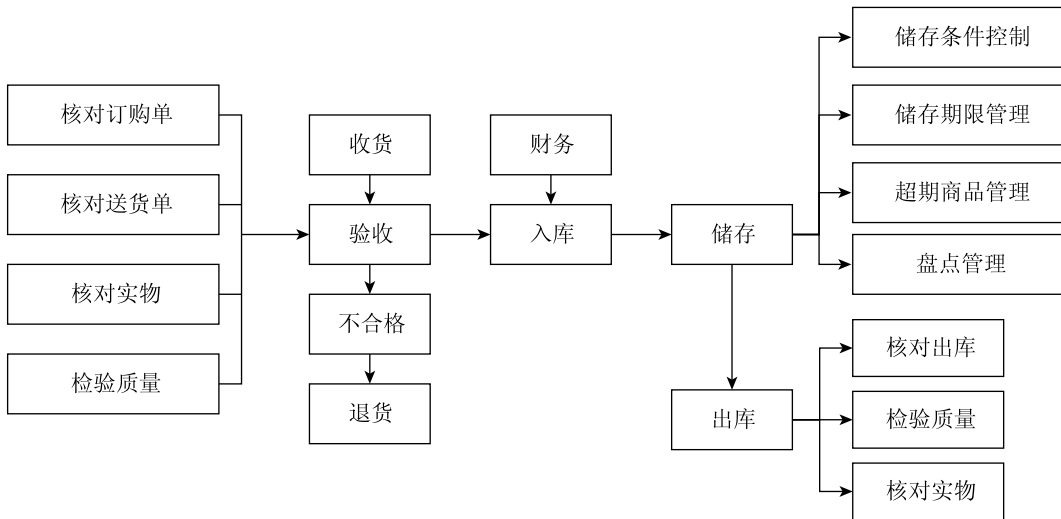 核对订购单
核对送货单
核对实物
检验质量
收货
验收
不合格
退货
财务
入库
储存
出库
储存条件控制
储存期限管理
超期商品管理
盘点管理
核对出库
检验质量
核对实物